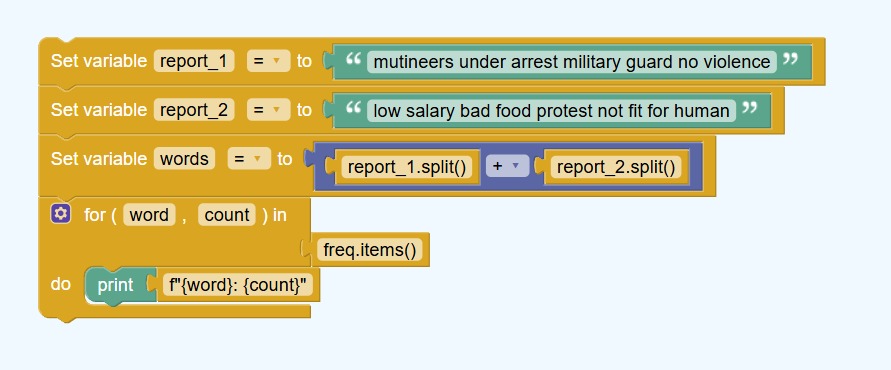 Set variable report_1 = to “ mutineers under arrest military guard no violence ”
Set variable report_2 = to “ low salary bad food protest not fit for human ”
Set variable words = to report_1.split() + report_2.split()
for ( word , count ) in
freq.items()
do print f"{word}: {count}"